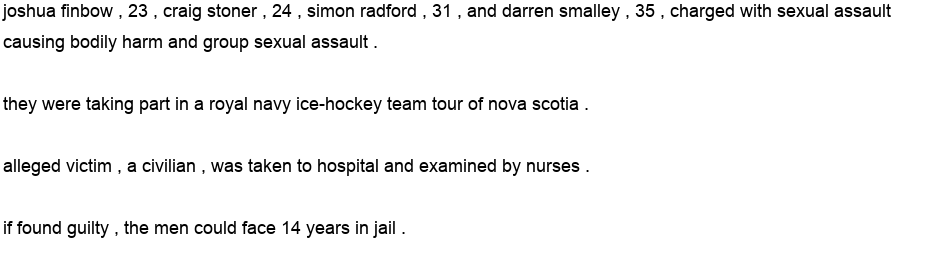 joshua finbow , 23 , craig stoner , 24 , simon radford , 31 , and darren smalley , 35 , charged with sexual assault
causing bodily harm and group sexual assault .
they were taking part in a royal navy ice-hockey team tour of nova scotia .
alleged victim , a civilian , was taken to hospital and examined by nurses .
if found guilty , the men could face 14 years in jail .